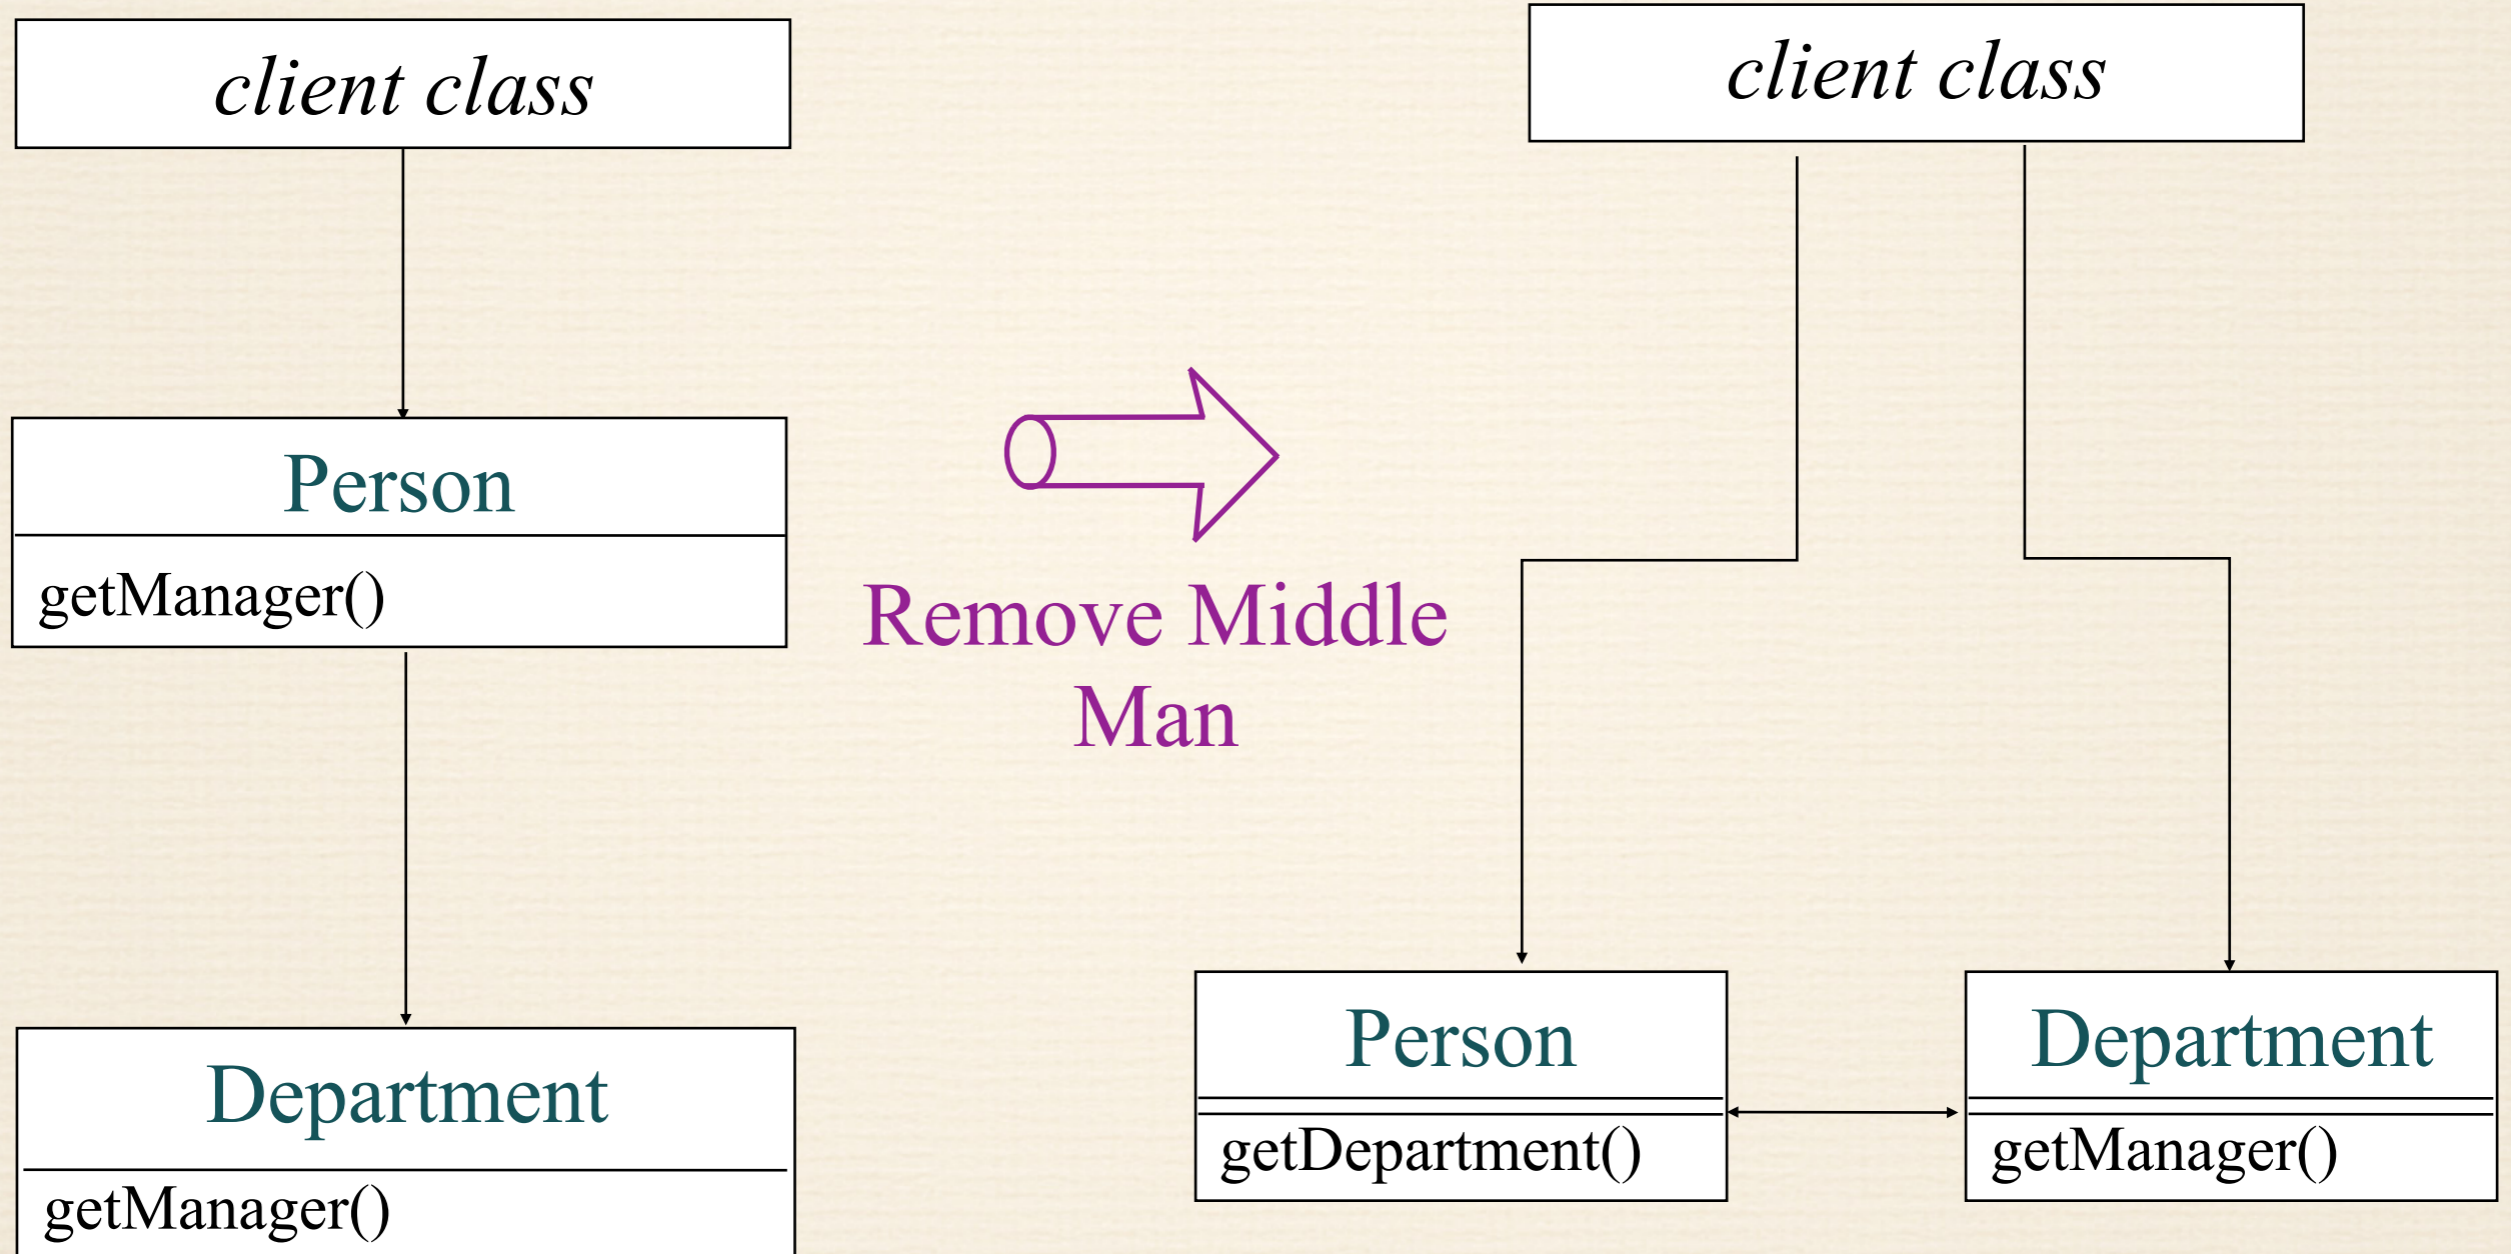 client class
Person
getManager()
Department
getManager()
Remove Middle
Man
client class
Person
getDepartment()
Department
getManager()